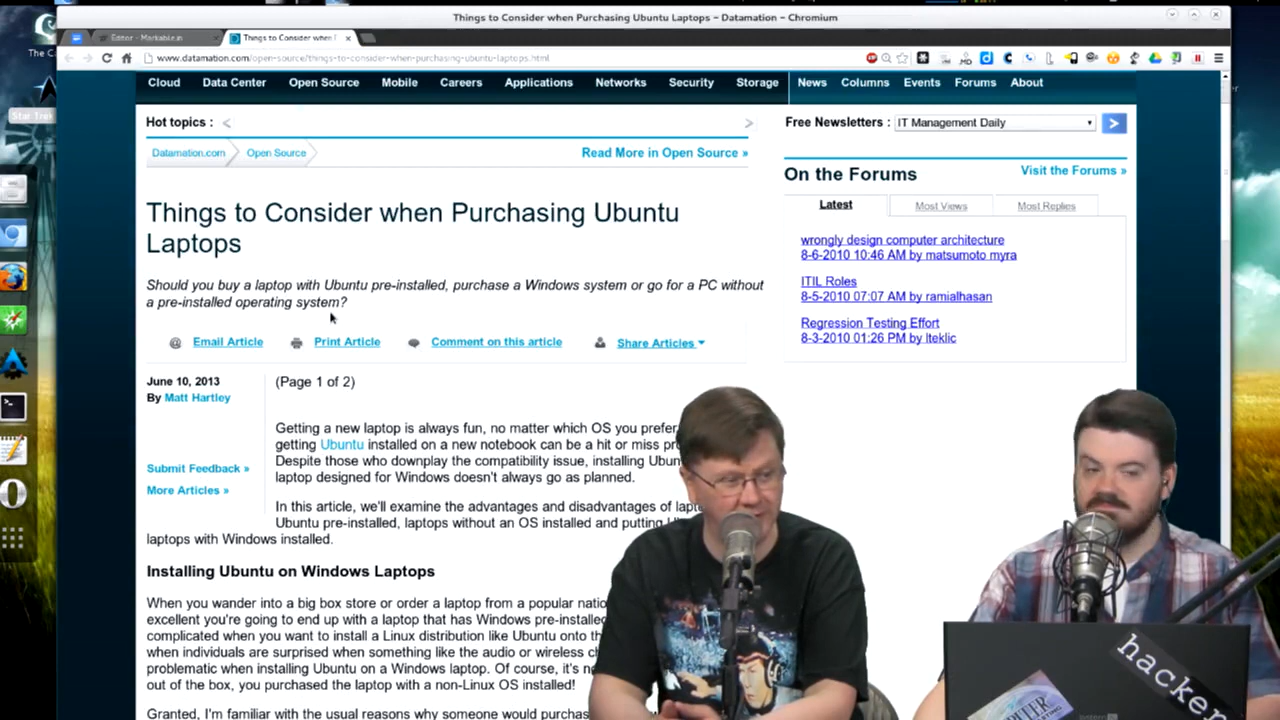 Things to Consider when Purchasing Ubuntu Laptops - Datamation - Chromium
Editor - Markable.in
Things to Consider when
www.datamation.com/open-source/things-to-consider-when-purchasing-ubuntu-laptops.html
The
Star Trek
Cloud Data Center Open Source Mobile Careers Applications Networks Security Storage News Columns Events Forums About
Hot topics :
Free Newsletters : IT Management Daily
Datamation.com Open Source Read More in Open Source »
On the Forums Visit the Forums »
Latest Most Views Most Replies
Things to Consider when Purchasing Ubuntu
Laptops
wrongly design computer architecture
8-6-2010 10:46 AM by matsumoto myra
ITIL Roles
8-5-2010 07:07 AM by ramialhasan
Regression Testing Effort
8-3-2010 01:26 PM by lteklic
Should you buy a laptop with Ubuntu pre-installed, purchase a Windows system or go for a PC without
a pre-installed operating system?
Email Article Print Article Comment on this article Share Articles
June 10, 2013
By Matt Hartley
Submit Feedback »
More Articles »
(Page 1 of 2)
Getting a new laptop is always fun, no matter which OS you prefer
getting Ubuntu installed on a new notebook can be a hit or miss
Despite those who downplay the compatibility issue, installing
laptop designed for Windows doesn't always go as planned.
In this article, we'll examine the advantages and disadvantages of
Ubuntu pre-installed, laptops without an OS installed and putting
laptops with Windows installed.
Installing Ubuntu on Windows Laptops
When you wander into a big box store or order a laptop from a popular
excellent you're going to end up with a laptop that has Windows pre-installed
complicated when you want to install a Linux distribution like Ubuntu onto
when individuals are surprised when something like the audio or wireless
problematic when installing Ubuntu on a Windows laptop. Of course, it's
out of the box, you purchased the laptop with a non-Linux OS installed!
Granted, I'm familiar with the usual reasons why someone would
hacker